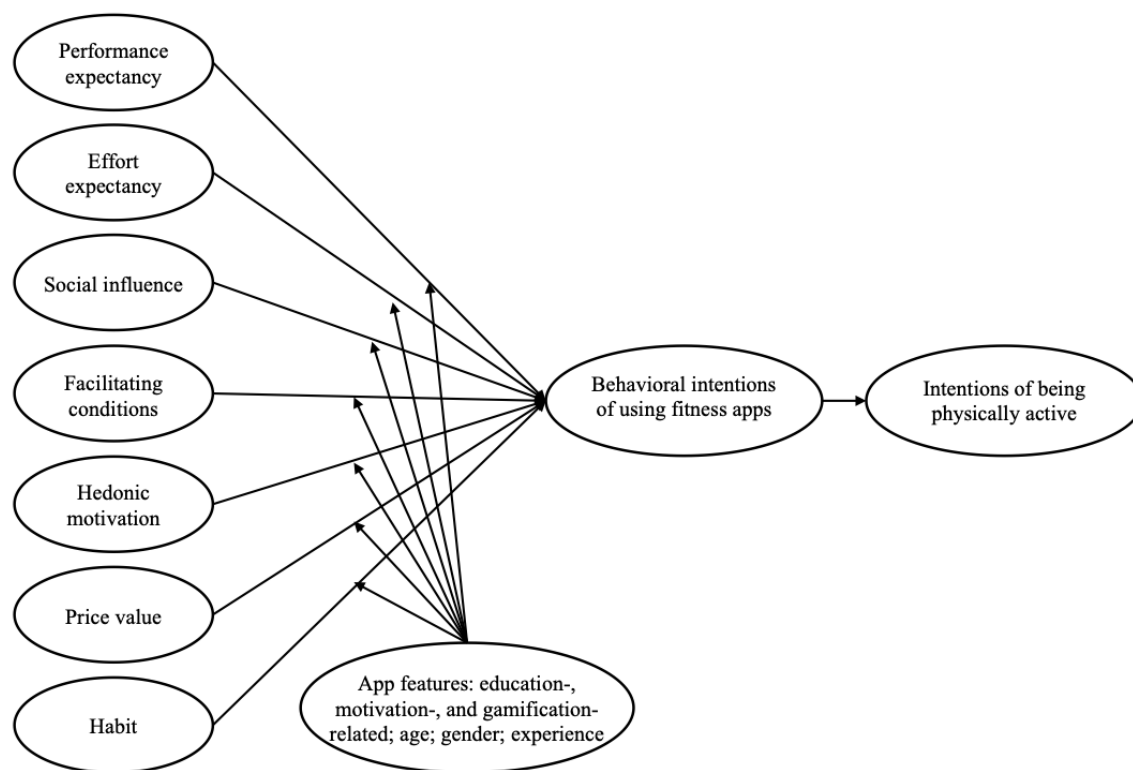 Performance
expectancy
Effort
expectancy
Social influence
Facilitating
conditions
Hedonic
motivation
Price value
Habit
App features: education-,
motivation-, and gamification-
related; age; gender; experience
Behavioral intentions
of using fitness apps
Intentions of being
physically active